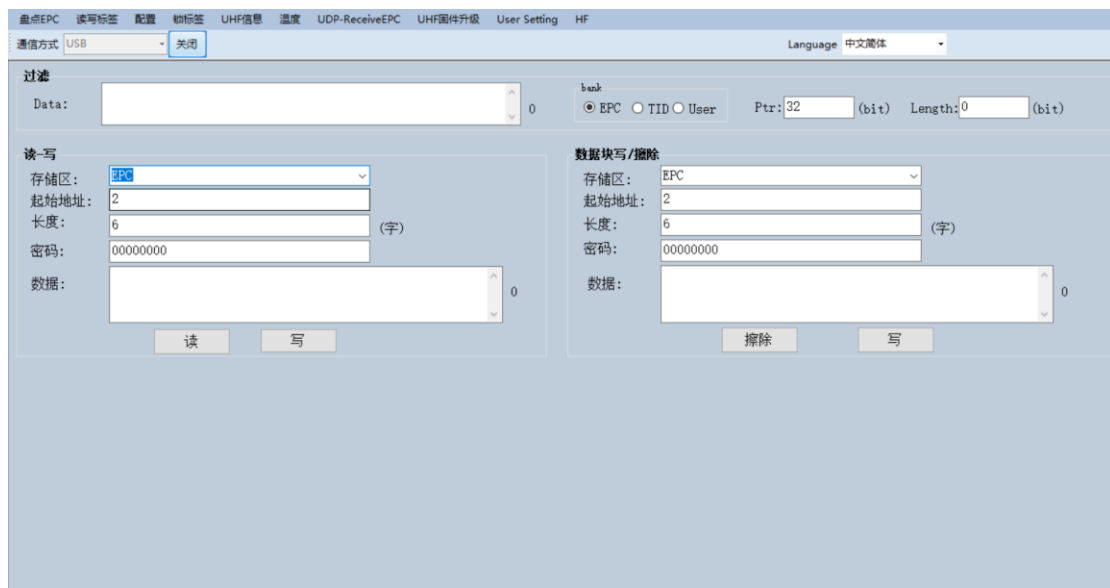 盘点EPC 读写标签 配置 锁标签 UHF信息 温度 UDP-ReceiveEPC UHF固件升级 User Setting HF
通信方式 USB 关闭 Language 中文简体
过滤
Data: 0
bank
EPC TID User Ptr: 32 (bit) Length: 0 (bit)
读-写
存储区: EPC
起始地址: 2
长度: 6 (字)
密码: 00000000
数据: 0
读 写
数据块写/擦除
存储区: EPC
起始地址: 2
长度: 6 (字)
密码: 00000000
数据: 0
擦除 写